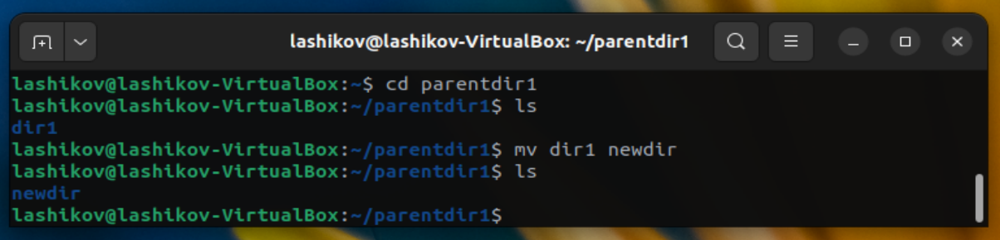 lashikov@lashikov-VirtualBox: ~/parentdir1
lashikov@lashikov-VirtualBox:~$ cd parentdir1
lashikov@lashikov-VirtualBox:~/parentdir1$ ls
dir1
lashikov@lashikov-VirtualBox:~/parentdir1$ mv dir1 newdir
lashikov@lashikov-VirtualBox:~/parentdir1$ ls
newdir
lashikov@lashikov-VirtualBox:~/parentdir1$